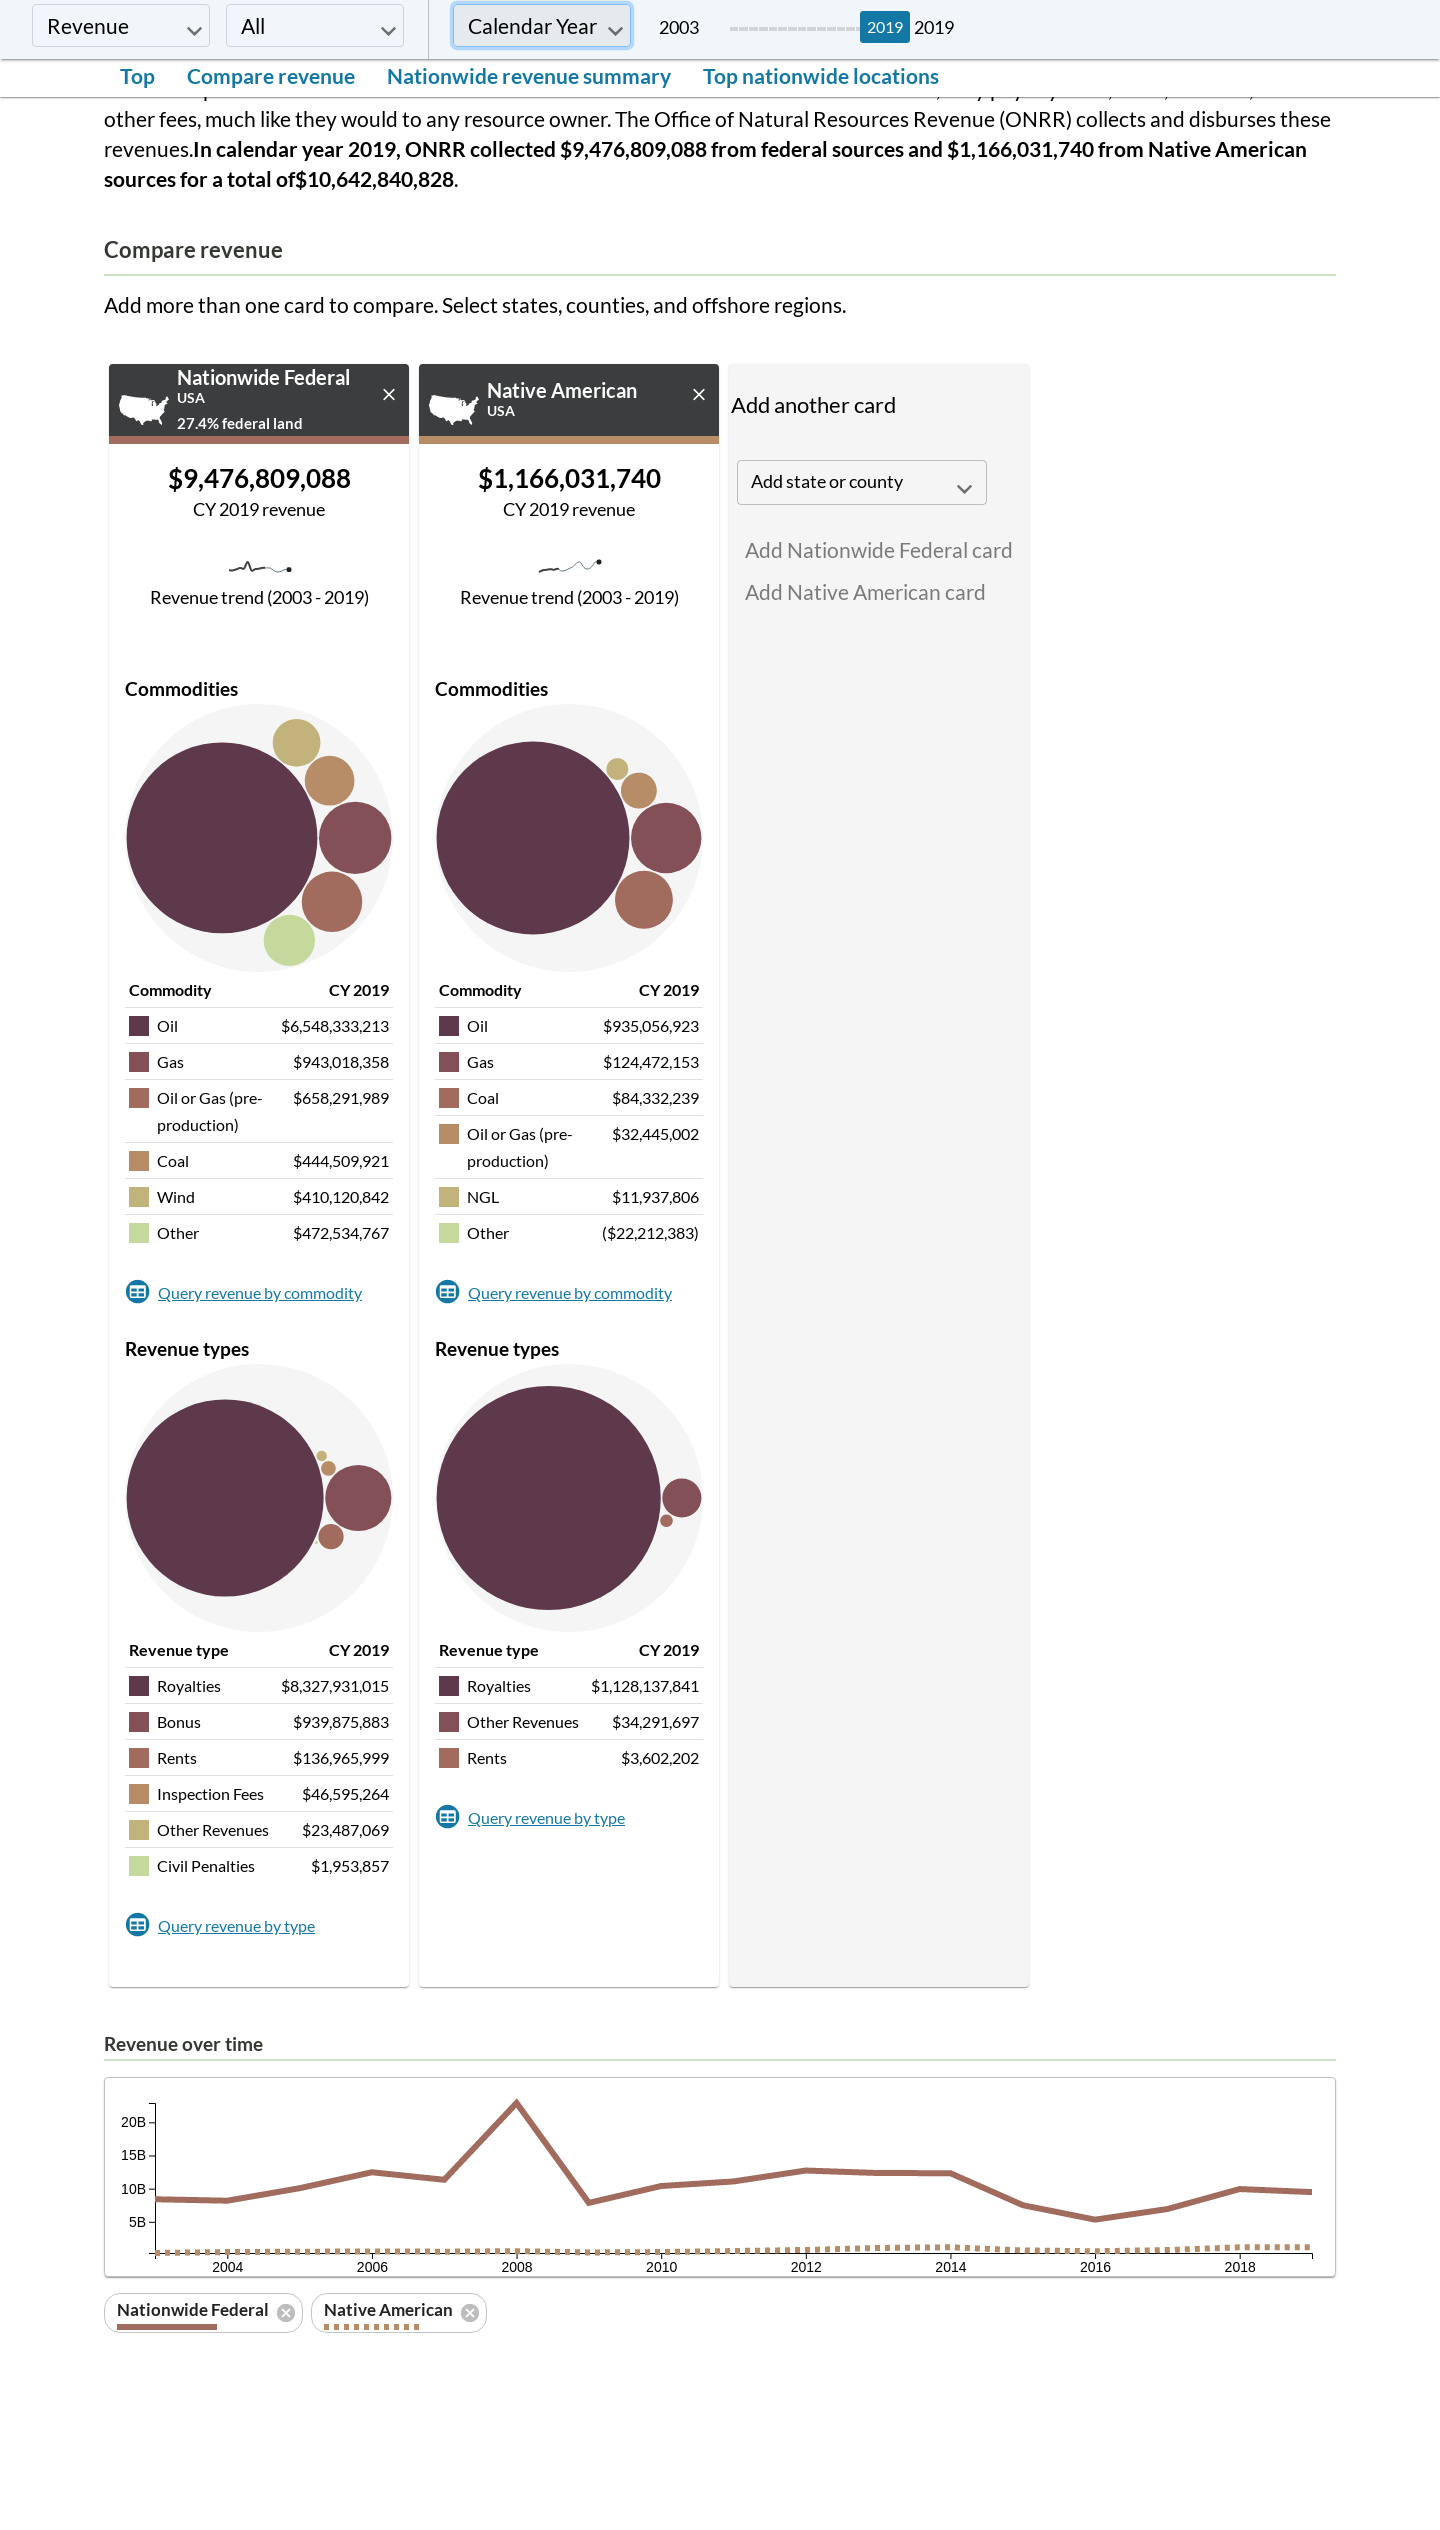 Revenue
All
Calendar Year
2003
2019
2019
Top
Compare revenue
Nationwide revenue summary
Top nationwide locations
other fees, much like they would to any resource owner. The Office of Natural Resources Revenue (ONRR) collects and disburses these
revenues.In calendar year 2019, ONRR collected $9,476,809,088 from federal sources and $1,166,031,740 from Native American
sources for a total of$10,642,840,828.
Compare revenue
Add more than one card to compare. Select states, counties, and offshore regions.
Nationwide Federal
USA
27.4% federal land
$9,476,809,088
CY 2019 revenue
Revenue trend (2003 - 2019)
Commodities
Commodity CY 2019
Oil $6,548,333,213
Gas $943,018,358
Oil or Gas (pre- $658,291,989
production)
Coal $444,509,921
Wind $410,120,842
Other $472,534,767
Query revenue by commodity
Revenue types
Revenue type CY 2019
Royalties $8,327,931,015
Bonus $939,875,883
Rents $136,965,999
Inspection Fees $46,595,264
Other Revenues $23,487,069
Civil Penalties $1,953,857
Query revenue by type
Native American
USA
$1,166,031,740
CY 2019 revenue
Revenue trend (2003 - 2019)
Commodities
Commodity CY 2019
Oil $935,056,923
Gas $124,472,153
Coal $84,332,239
Oil or Gas (pre- $32,445,002
production)
NGL $11,937,806
Other ($22,212,383)
Query revenue by commodity
Revenue types
Revenue type CY 2019
Royalties $1,128,137,841
Other Revenues $34,291,697
Rents $3,602,202
Query revenue by type
Add another card
Add state or county
Add Nationwide Federal card
Add Native American card
Revenue over time
20B
15B
10B
5B
2004 2006 2008 2010 2012 2014 2016 2018
Nationwide Federal
Native American